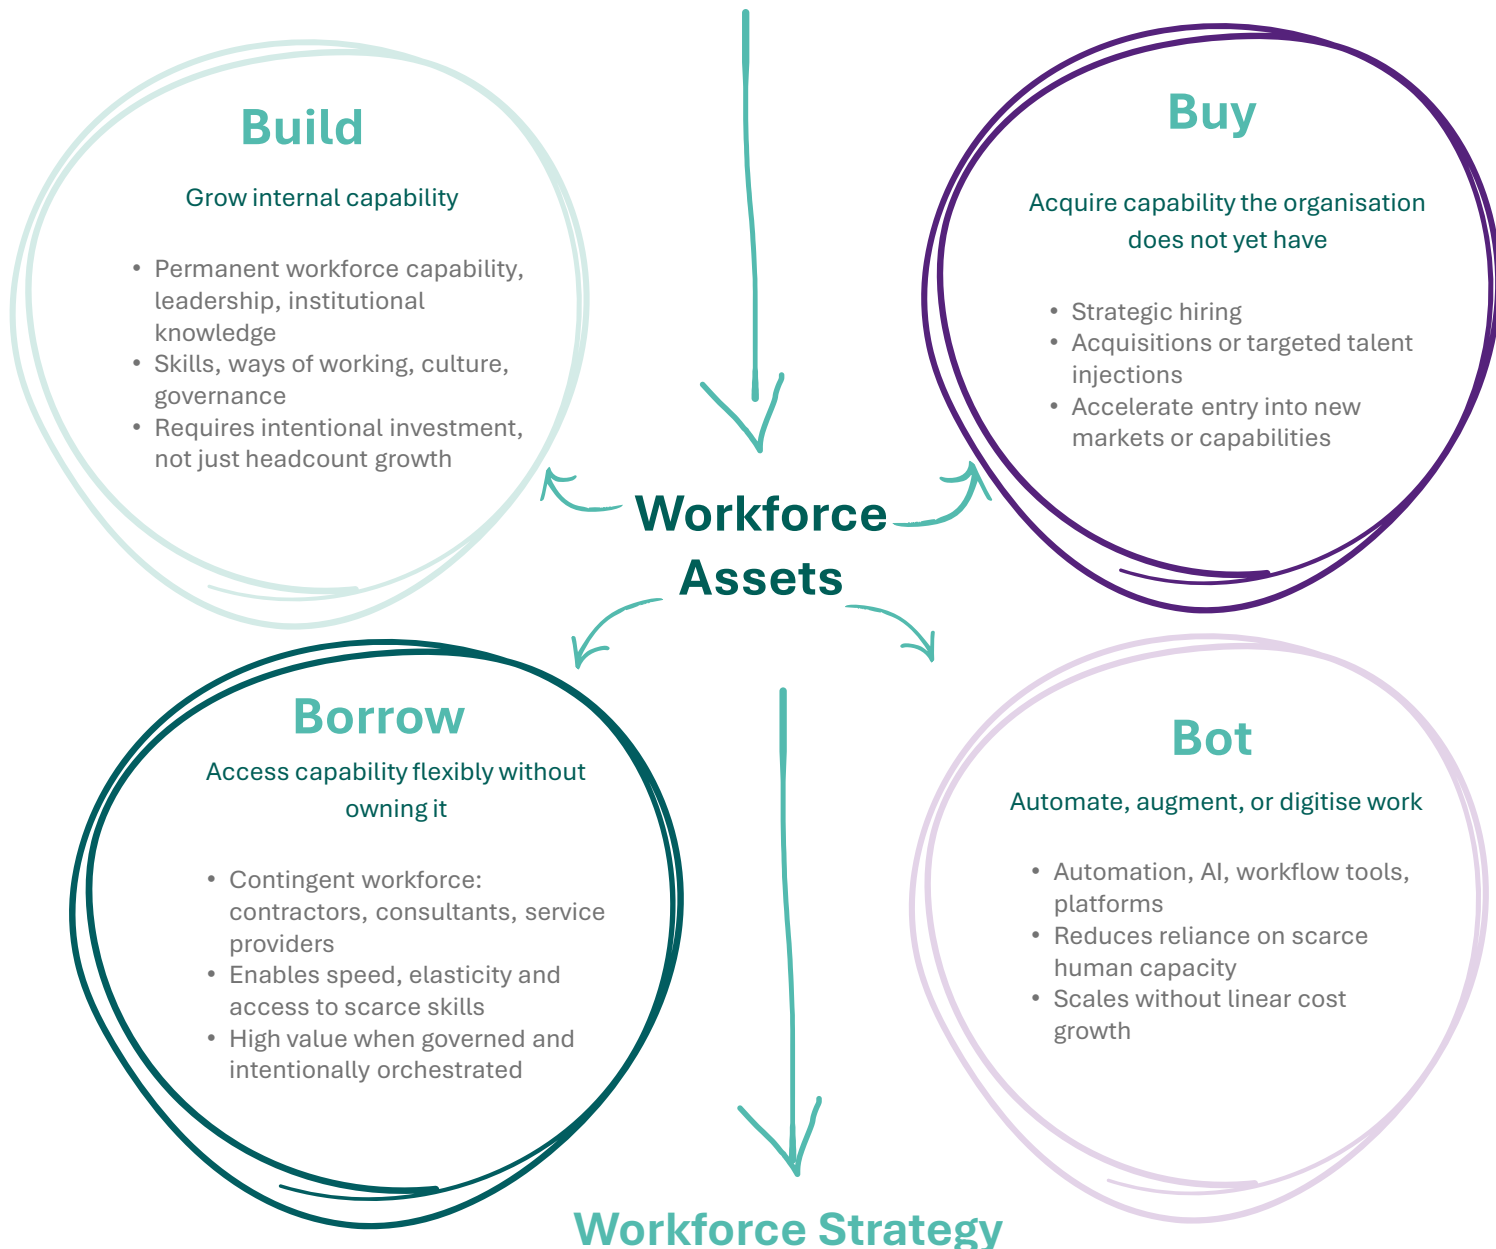 Build
Grow internal capability
• Permanent workforce capability,
leadership, institutional
knowledge
• Skills, ways of working, culture,
governance
• Requires intentional investment,
not just headcount growth
Buy
Acquire capability the organisation
does not yet have
• Strategic hiring
• Acquisitions or targeted talent
injections
• Accelerate entry into new
markets or capabilities
Workforce
Assets
Borrow
Access capability flexibly without
owning it
• Contingent workforce:
contractors, consultants, service
providers
• Enables speed, elasticity and
access to scarce skills
• High value when governed and
intentionally orchestrated
Bot
Automate, augment, or digitise work
• Automation, AI, workflow tools,
platforms
• Reduces reliance on scarce
human capacity
• Scales without linear cost
growth
Workforce Strategy